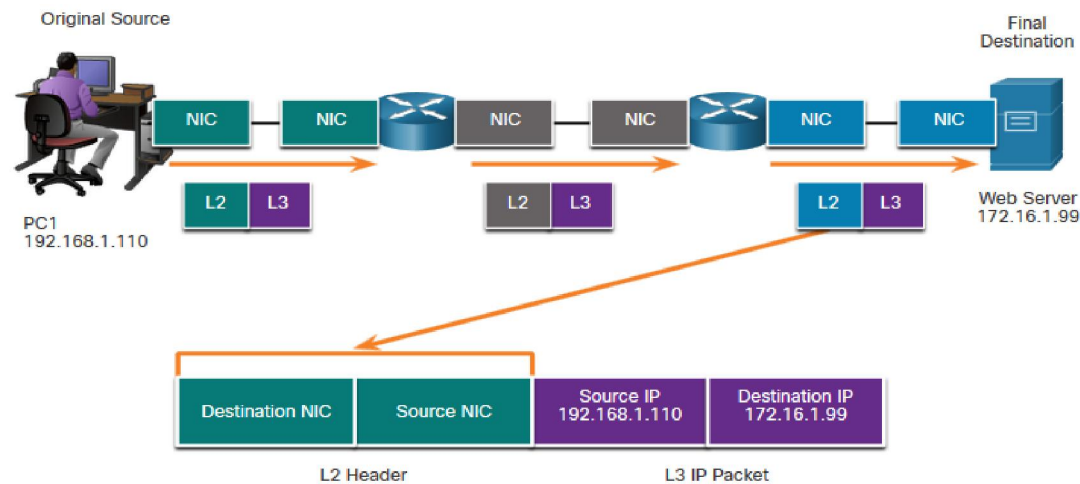 Original Source
Final
Destination
NIC
NIC
NIC
NIC
NIC
NIC
L2
L3
L2
L3
L2
L3
PC1
192.168.1.110
Web Server
172.16.1.99
Destination NIC
Source NIC
Source IP
192.168.1.110
Destination IP
172.16.1.99
L2 Header
L3 IP Packet